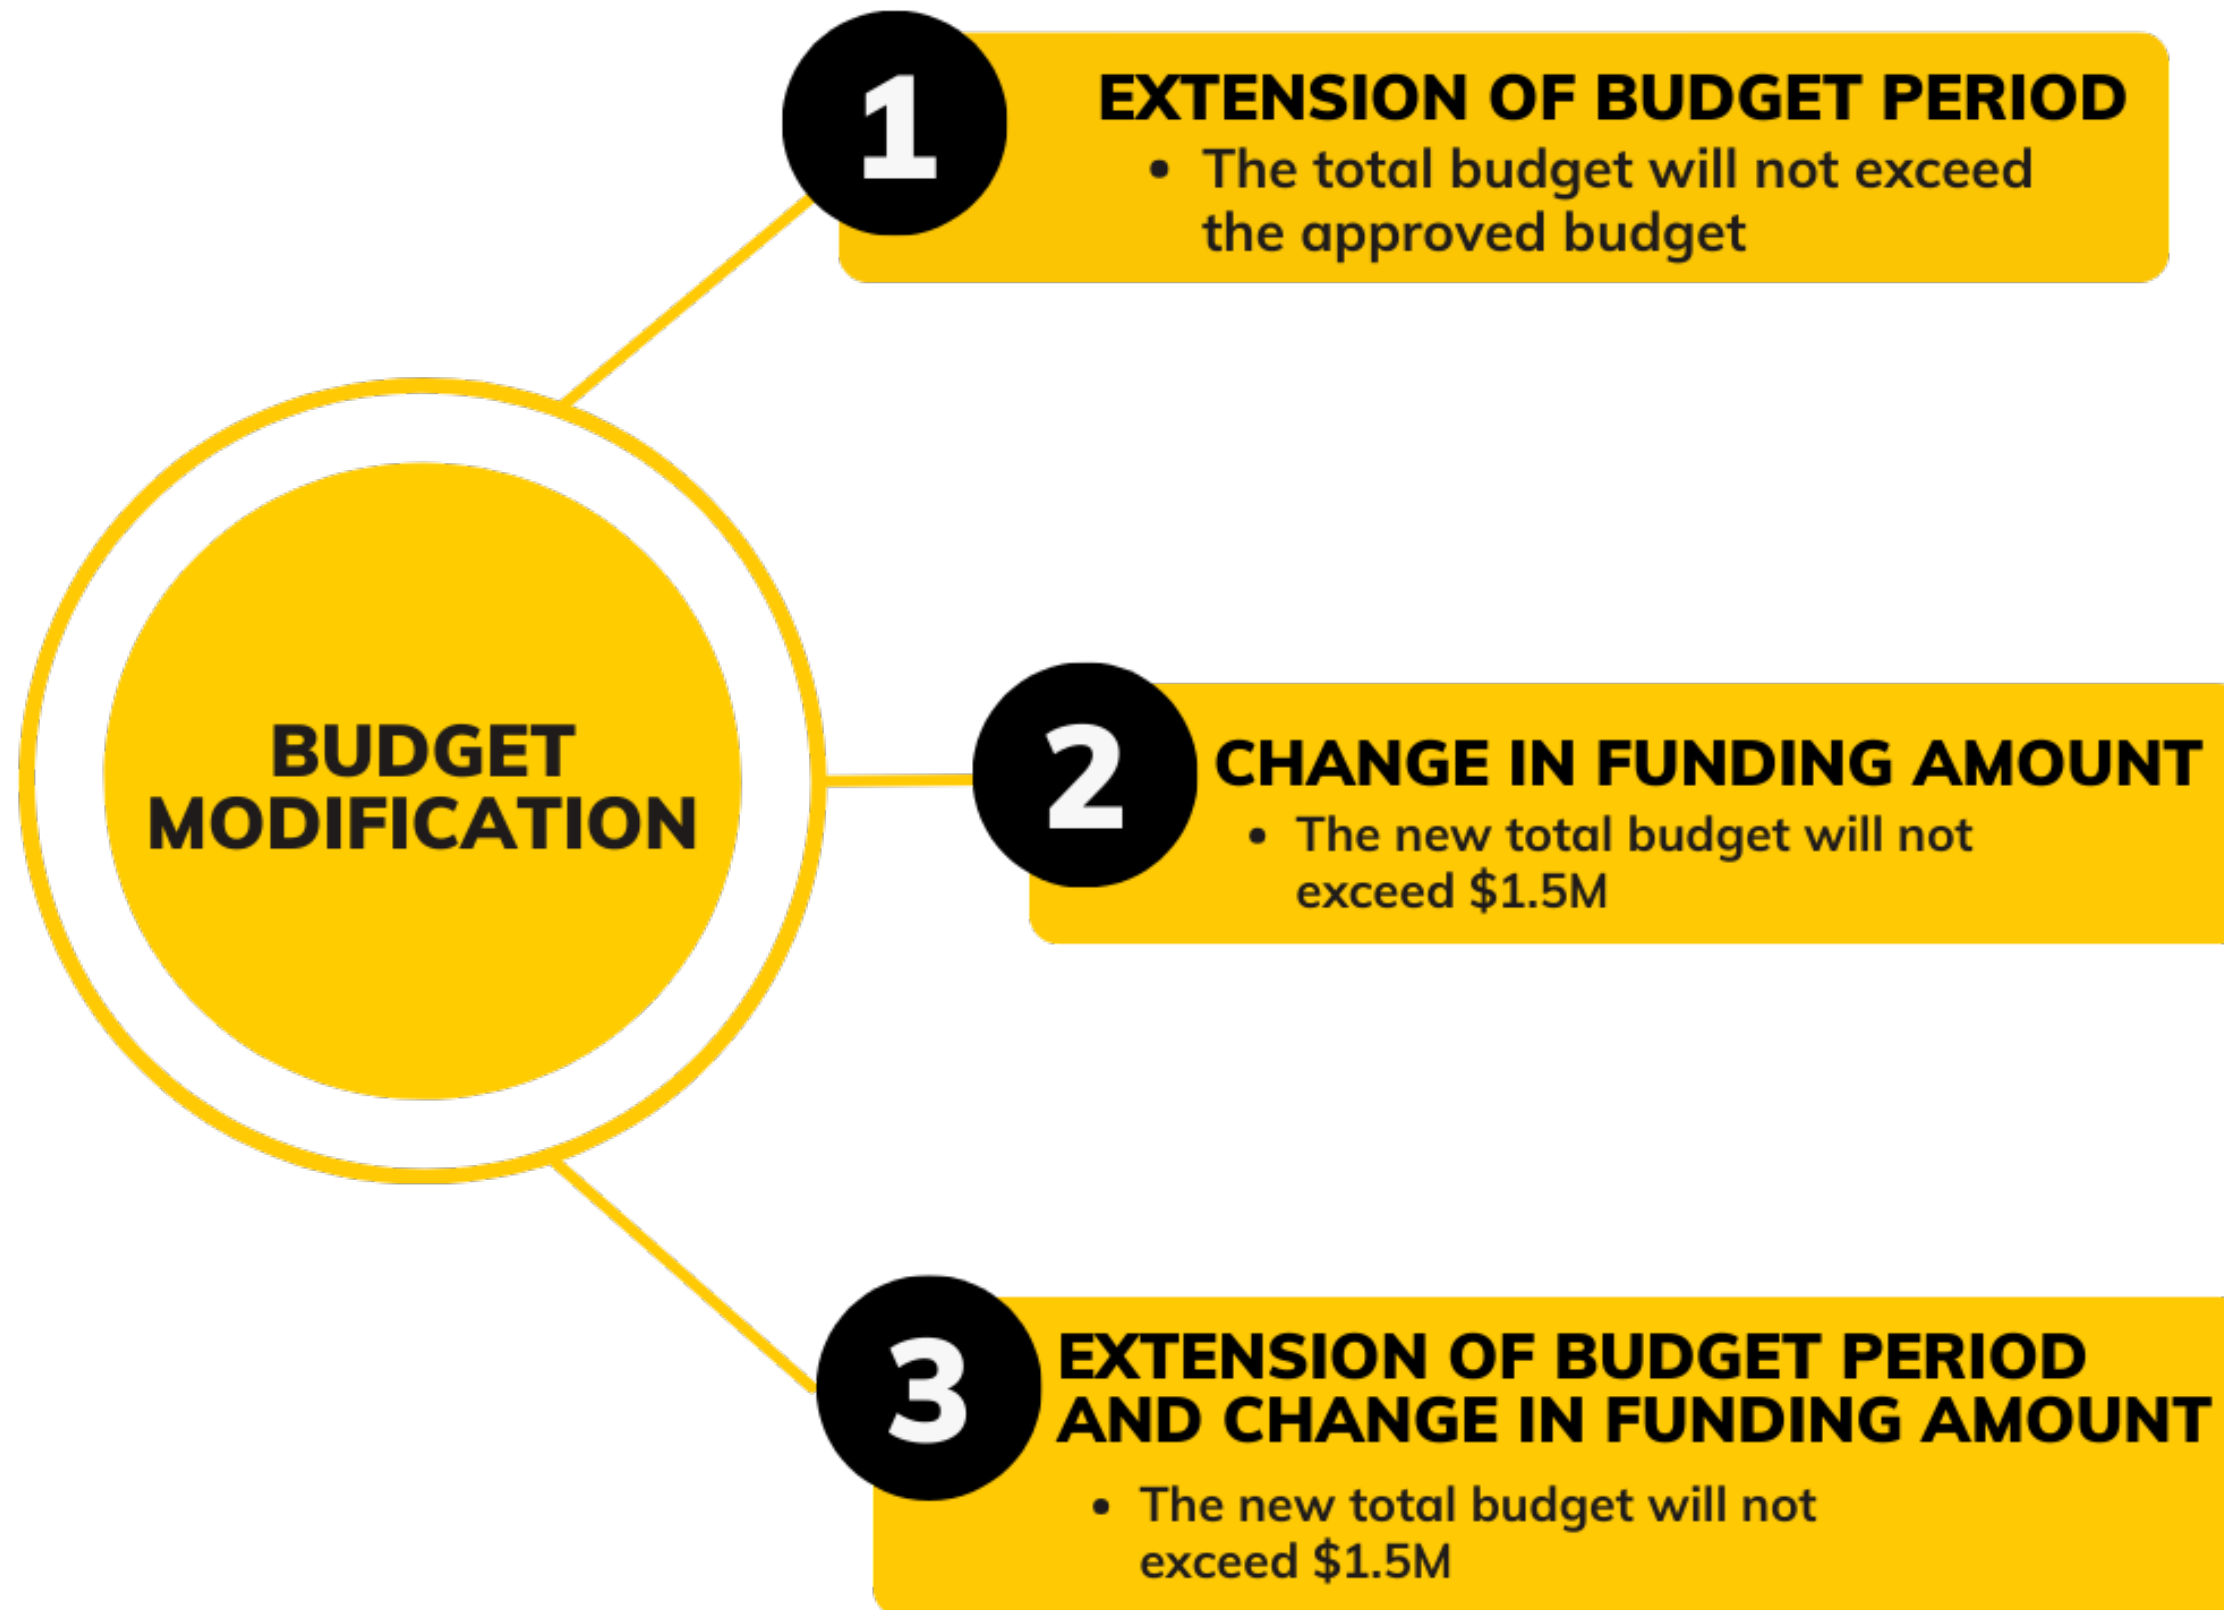 1
EXTENSION OF BUDGET PERIOD
• The total budget will not exceed
the approved budget
BUDGET
MODIFICATION
2
CHANGE IN FUNDING AMOUNT
• The new total budget will not
exceed $1.5M
3
EXTENSION OF BUDGET PERIOD
AND CHANGE IN FUNDING AMOUNT
• The new total budget will not
exceed $1.5M